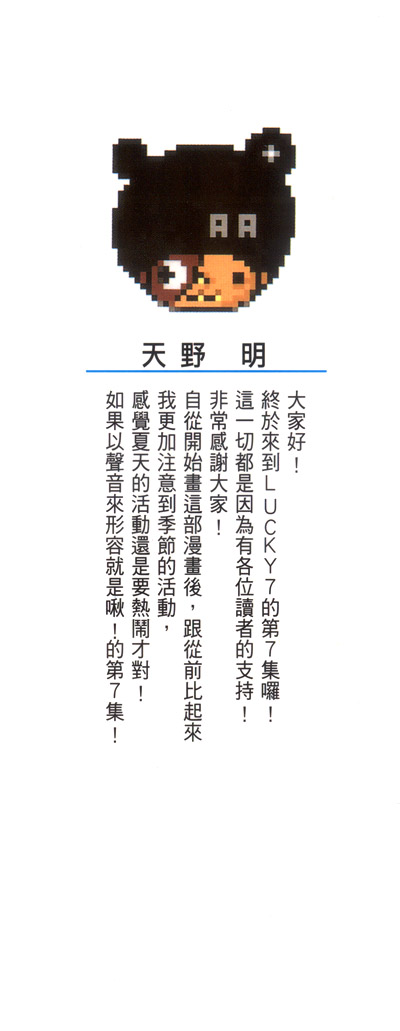 AA
天野 明
大家好！
終於來到LUCKY7的第7集囉！
這一切都是因為有各位讀者的支持！
非常感謝大家！
自從開始畫這部漫畫後，跟從前比起來
我更加注意到季節的活動，
感覺夏天的活動還是要熱鬧才對！
如果以聲音來形容就是啾！的第7集！